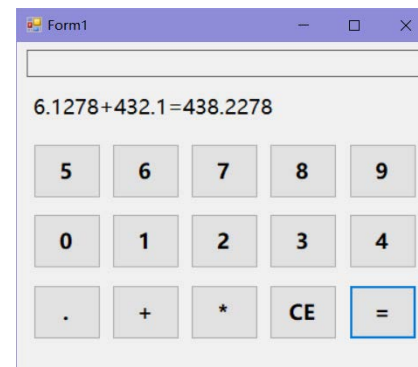 Form1
6.1278+432.1=438.2278
5 6 7 8 9
0 1 2 3 4
. + * CE =